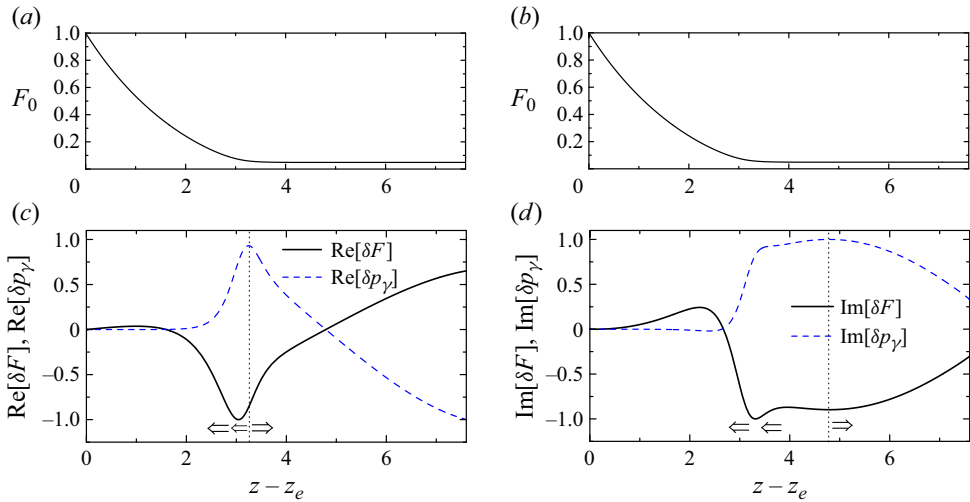 (a)
1.0
0.8
0.6
0.4
0.2
F₀
0 2 4 6
(b)
1.0
0.8
0.6
0.4
0.2
F₀
0 2 4 6
(c)
1.0
0.5
0
−0.5
−1.0
Re[δF], Re[δpᵧ]
Re[δF]
Re[δpᵧ]
0 2 4 6
z − zₑ
(d)
1.0
0.5
0
−0.5
−1.0
Im[δF], Im[δpᵧ]
Im[δF]
Im[δpᵧ]
0 2 4 6
z − zₑ